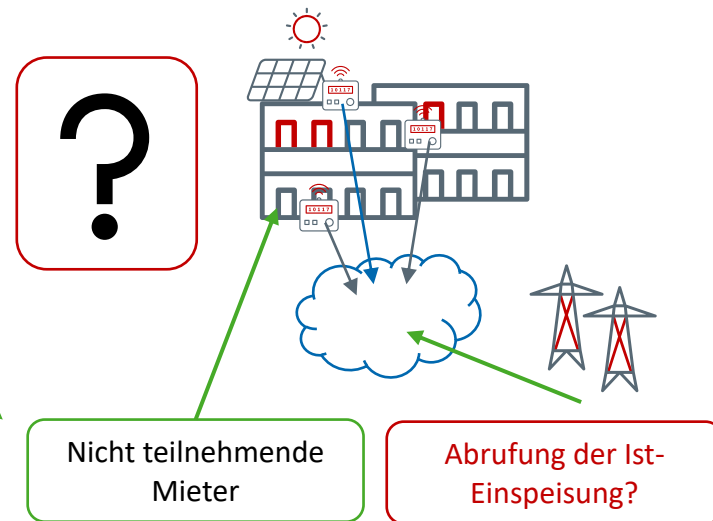 ?
10117
10117
10117
Nicht teilnehmende
Mieter
Abrufung der Ist-
Einspeisung?